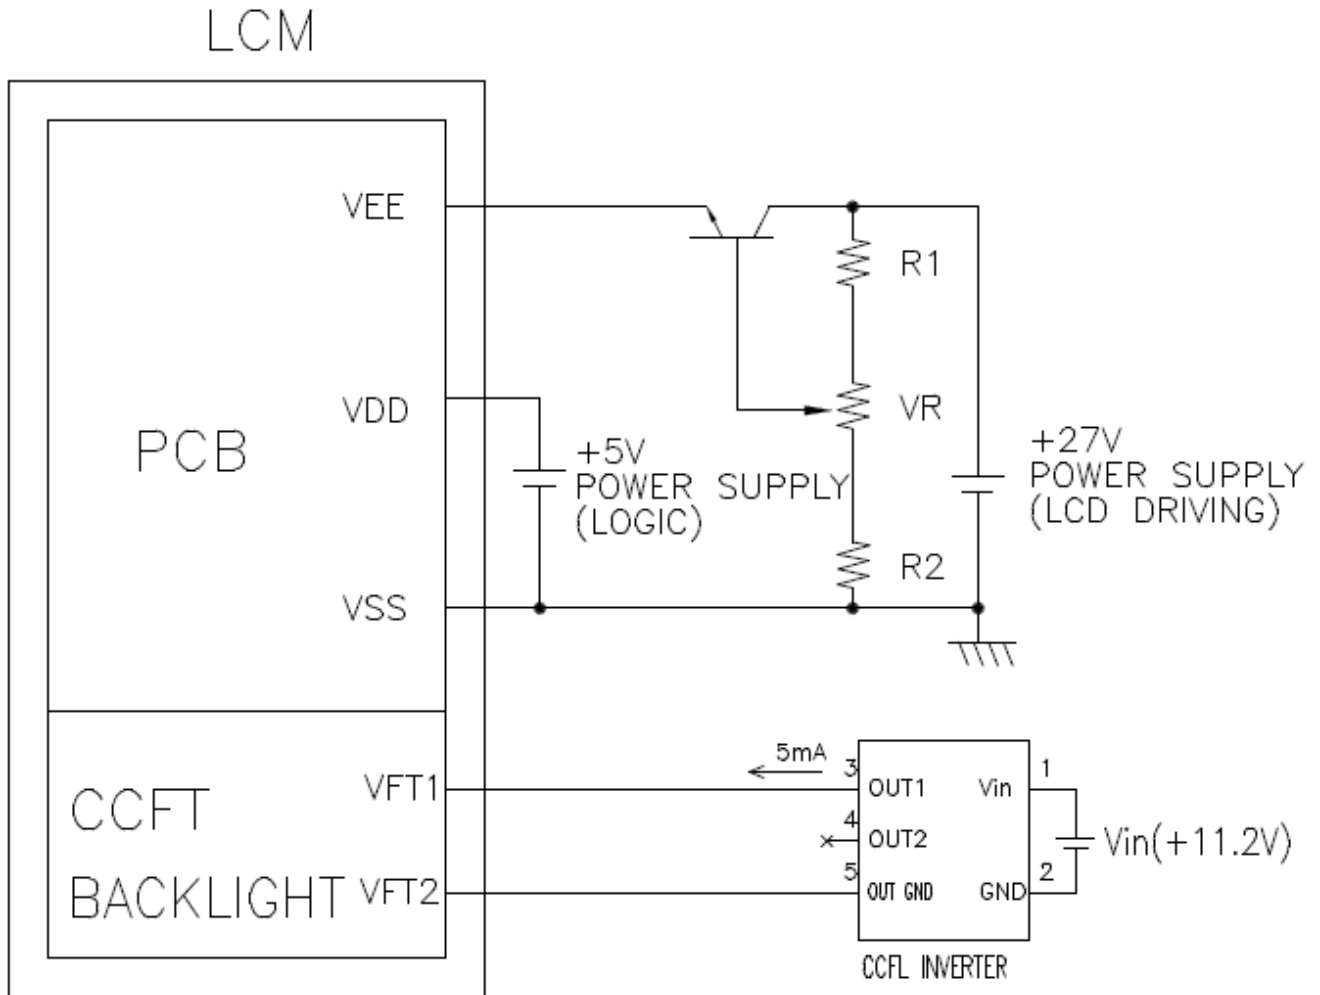 LCM
VEE
R1
VDD
VR
PCB
+5V
POWER SUPPLY
(LOGIC)
+27V
POWER SUPPLY
(LCD DRIVING)
R2
VSS
5mA
3
1
VFT1
OUT1
Vin
CCFT
4
OUT2
Vin(+11.2V)
5
2
BACKLIGHT
VFT2
OUT GND
GND
CCFL INVERTER